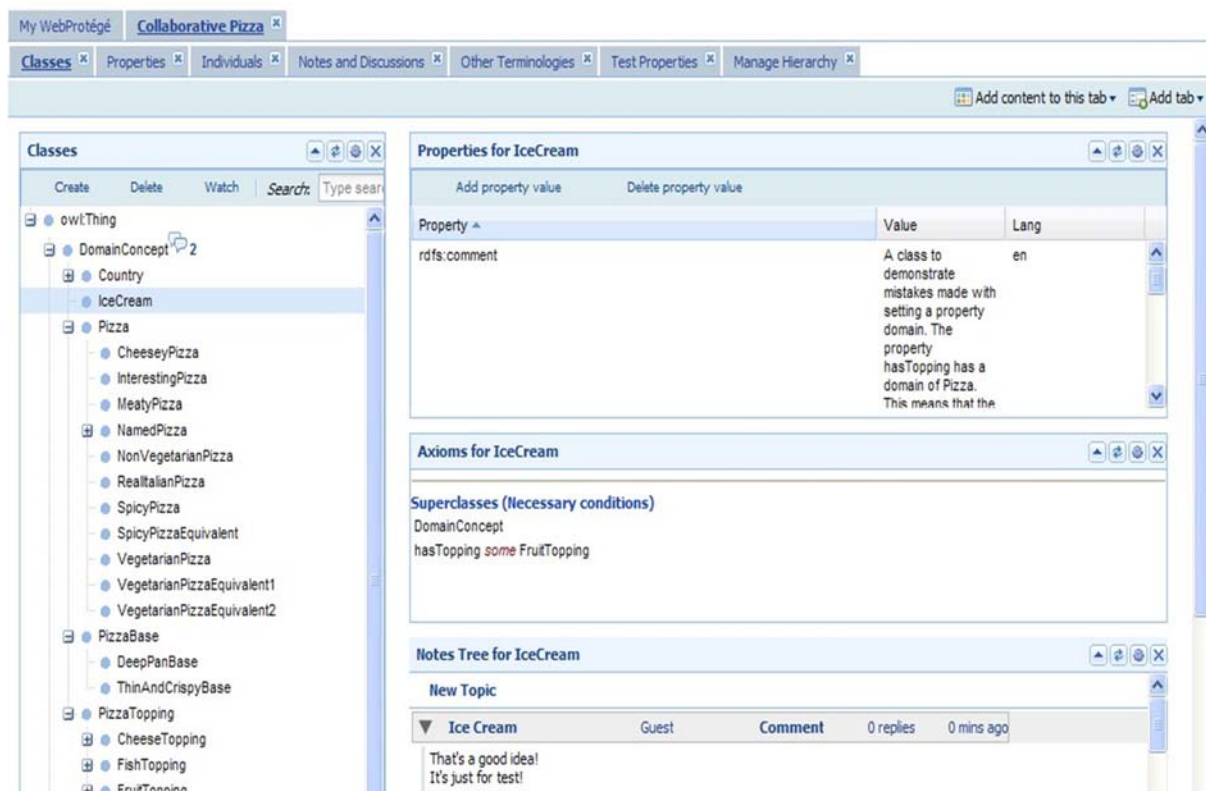 My WebProtégé Collaborative Pizza
Classes Properties Individuals Notes and Discussions Other Terminologies Test Properties Manage Hierarchy
Add content to this tab Add tab
Classes
Create Delete Watch Search: Type sear
owl:Thing
DomainConcept 2
Country
IceCream
Pizza
CheeseyPizza
InterestingPizza
MeatyPizza
NamedPizza
NonVegetarianPizza
RealItalianPizza
SpicyPizza
SpicyPizzaEquivalent
VegetarianPizza
VegetarianPizzaEquivalent1
VegetarianPizzaEquivalent2
PizzaBase
DeepPanBase
ThinAndCrispyBase
PizzaTopping
CheeseTopping
FishTopping
FruitTopping
Properties for IceCream
Add property value Delete property value
Property Value Lang
rdfs:comment A class to en
demonstrate
mistakes made with
setting a property
domain. The
property
hasTopping has a
domain of Pizza.
This means that the
Axioms for IceCream
Superclasses (Necessary conditions)
DomainConcept
hasTopping some FruitTopping
Notes Tree for IceCream
New Topic
Ice Cream Guest Comment 0 replies 0 mins ago
That's a good idea!
It's just for test!